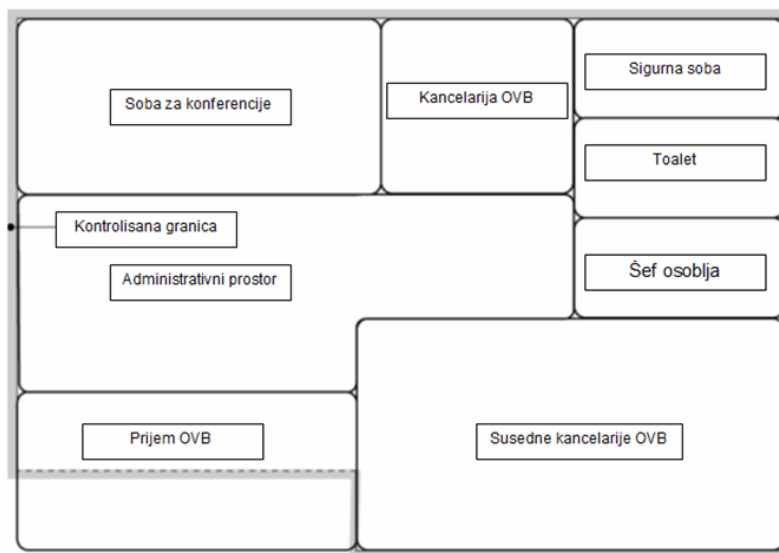 Soba za konferencije
Kancelarija OVB
Sigurna soba
Toalet
Kontrolisana granica
Administrativni prostor
Šef osoblja
Prijem OVB
Susedne kancelarije OVB